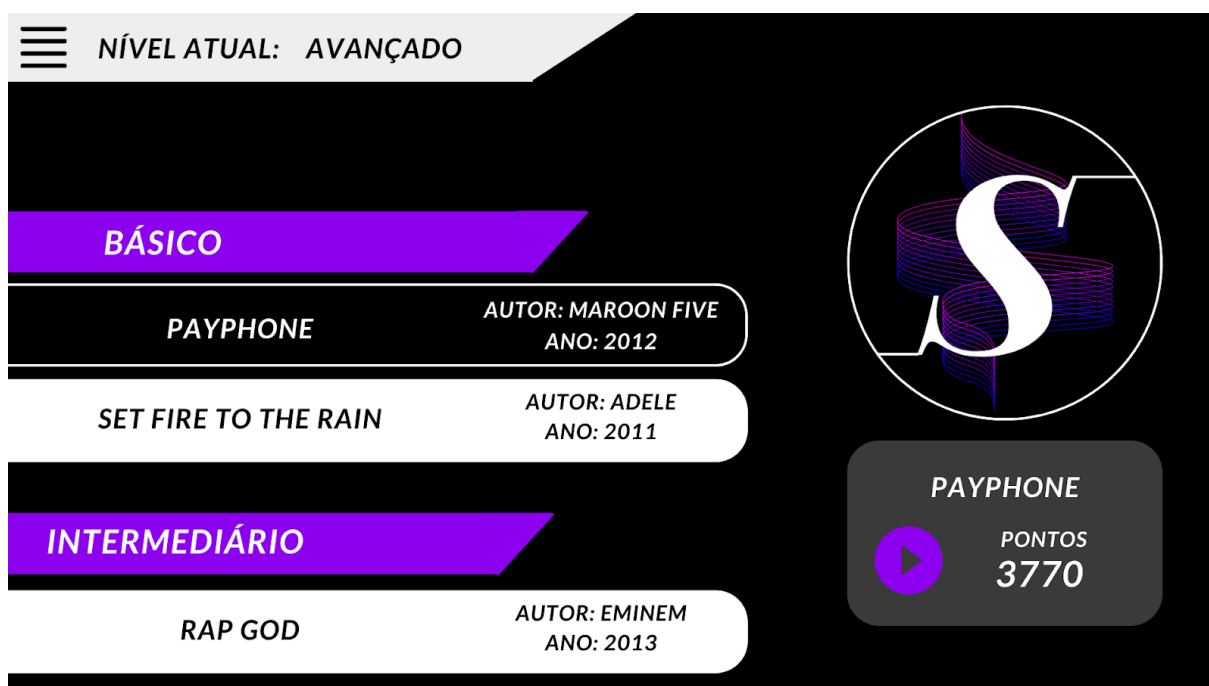 NÍVEL ATUAL: AVANÇADO
BÁSICO
PAYPHONE
AUTOR: MAROON FIVE
ANO: 2012
SET FIRE TO THE RAIN
AUTOR: ADELE
ANO: 2011
INTERMEDIÁRIO
RAP GOD
AUTOR: EMINEM
ANO: 2013
S
PAYPHONE
PONTOS
3770